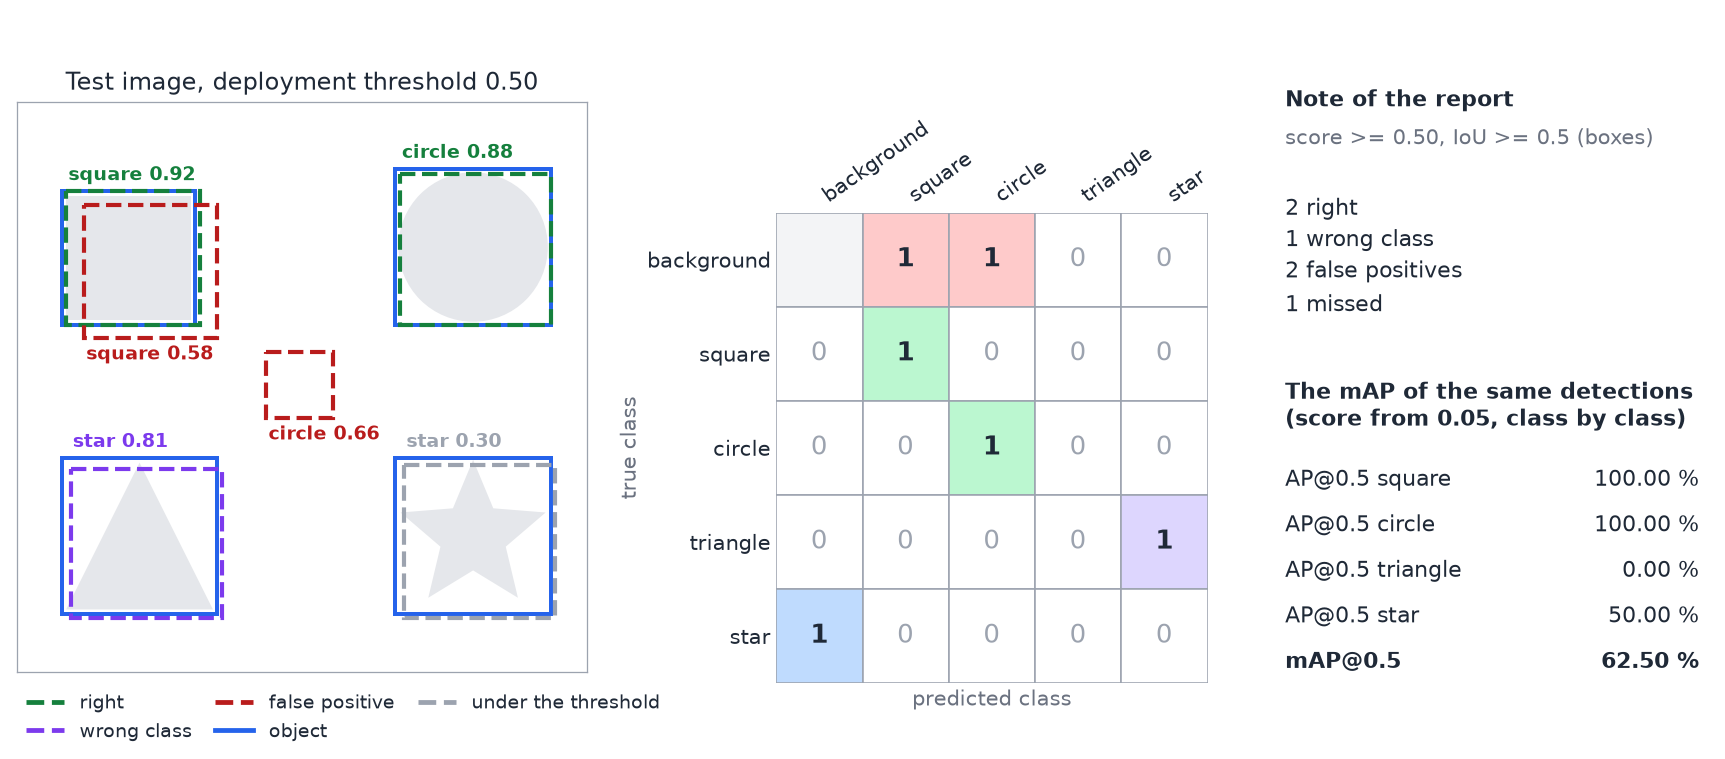 Test image, deployment threshold 0.50
square 0.92
circle 0.88
square 0.58
circle 0.66
star 0.81
star 0.30
right
false positive
under the threshold
wrong class
object
background
square
circle
triangle
star
background
1
1
0
0
square
0
1
0
0
0
circle
0
0
1
0
0
triangle
0
0
0
0
1
star
1
0
0
0
0
true class
predicted class
Note of the report
score >= 0.50, IoU >= 0.5 (boxes)
2 right
1 wrong class
2 false positives
1 missed
The mAP of the same detections
(score from 0.05, class by class)
AP@0.5 square 100.00 %
AP@0.5 circle 100.00 %
AP@0.5 triangle 0.00 %
AP@0.5 star 50.00 %
mAP@0.5 62.50 %